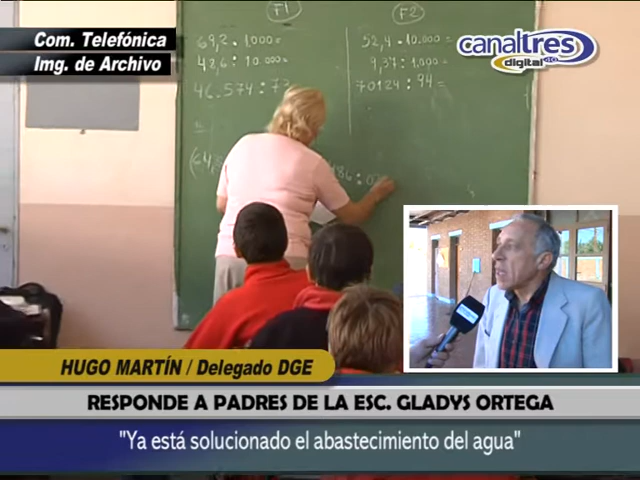 Com. Telefónica
Img. de Archivo
canaltres
digital
F1
F2
69,2 . 1.000 =
52,4 . 10.000 =
42,6 : 10.000 =
9,37 : 1.000 =
46.574 : 73
70124 : 94 =
HUGO MARTÍN / Delegado DGE
RESPONDE A PADRES DE LA ESC. GLADYS ORTEGA
"Ya está solucionado el abastecimiento del agua"